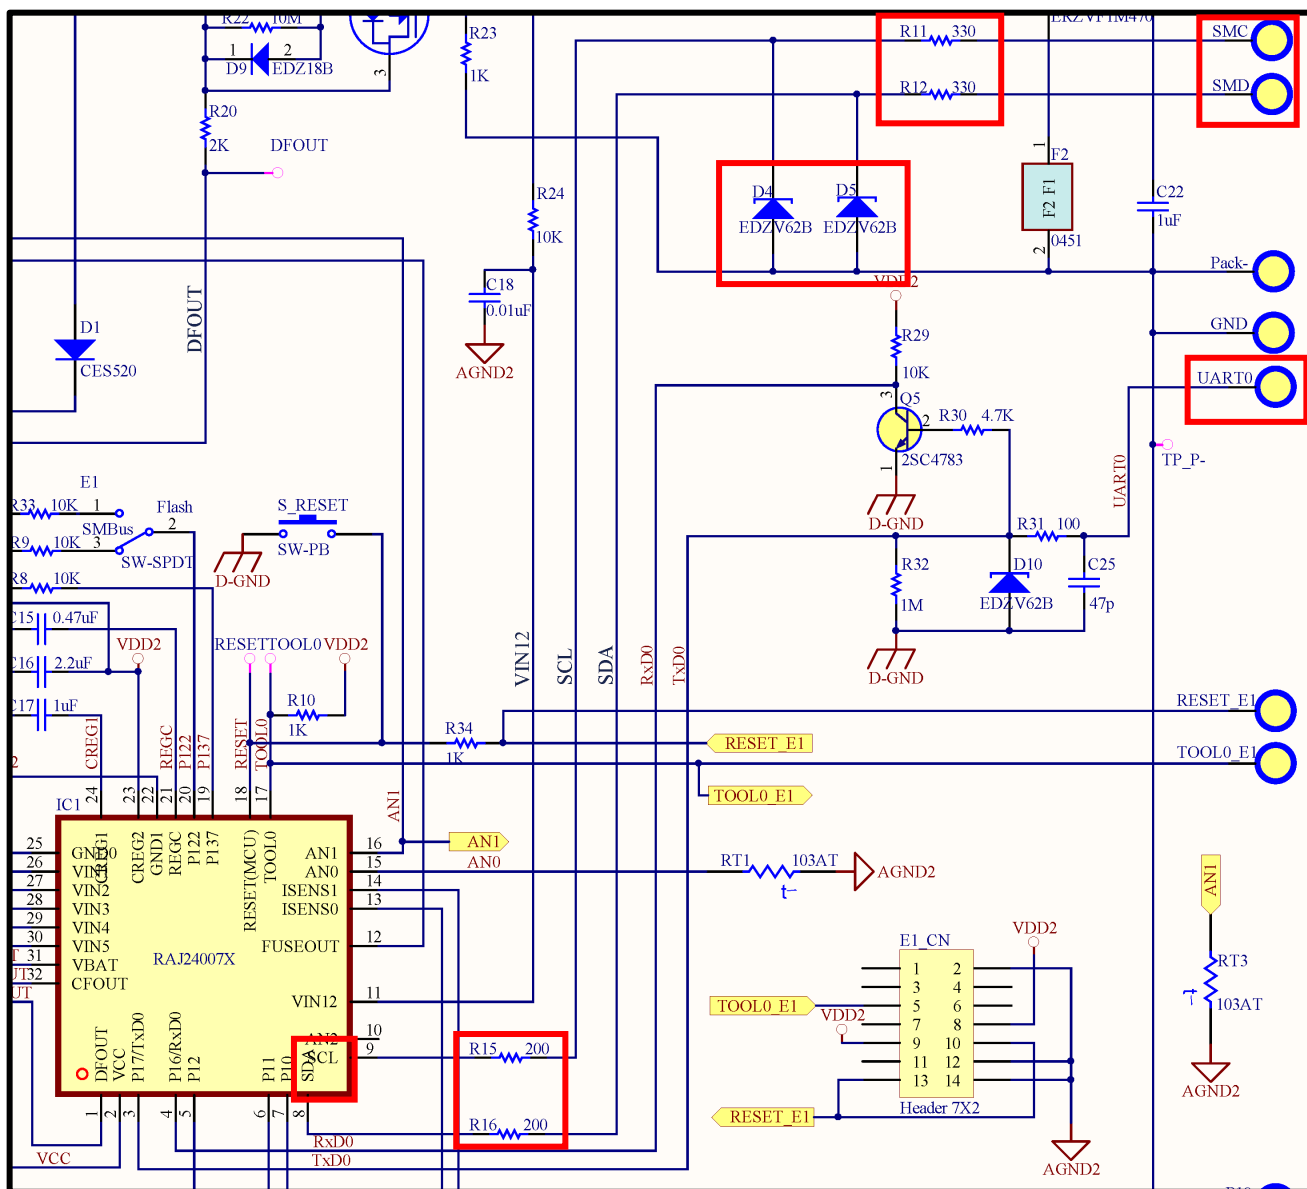 R22 10M
1 2
D9 EDZ18B
3
R20
2K
DFOUT
R23
1K
R11 330
R12 330
ERZVF1M470
SMC
SMD
D4
EDZV62B
D5
EDZV62B
1
F2
F2 F1
2
0451
C22
1uF
R24
10K
C18
0.01uF
AGND2
Pack-
GND
UART0
VDD2
R29
10K
3
Q5
2
R30 4.7K
1
2SC4783
D-GND
TP_P-
UART0
DFOUT
D1
CES520
E1
R33 10K 1
Flash
SMBus
2
R9 10K 3
SW-SPDT
R8 10K
S_RESET
SW-PB
D-GND
R31 100
R32
1M
D10
EDZV62B
C25
47p
D-GND
C15 0.47uF
C16 2.2uF
C17 1uF
VDD2
RESET TOOL0 VDD2
R10
1K
CREG1
REGC
P122
P137
RESET
TOOL0
VIN12
SCL
SDA
RxD0
TxD0
R34
1K
RESET_E1
RESET_E1
TOOL0_E1
TOOL0_E1
2
IC1
24 23 22 21 20 19 18 17
CREG1
CREG2
GND1
REGC
P122
P137
RESET(MCU)
TOOL0
AN1
AN1
AN0
25 GND0
26 VIN1
27 VIN2
28 VIN3
29 VIN4
30 VIN5
31 VBAT
32 CFOUT
T
UT
UT
RAJ24007X
AN1 16
AN0 15
ISENS1 14
ISENS0 13
FUSEOUT 12
VIN12 11
AN2 10
SCL 9
DFOUT
VCC
P17/TxD0
P16/RxD0
P12
P11
P10
SDA
1 2 3 4 5 6 7 8
VCC
RxD0
TxD0
R15 200
R16 200
RT1 103AT
t-
AGND2
E1_CN
VDD2
1 2
3 4
5 6
7 8
9 10
11 12
13 14
Header 7X2
TOOL0_E1
VDD2
RESET_E1
AGND2
AN1
RT3
t-
103AT
AGND2